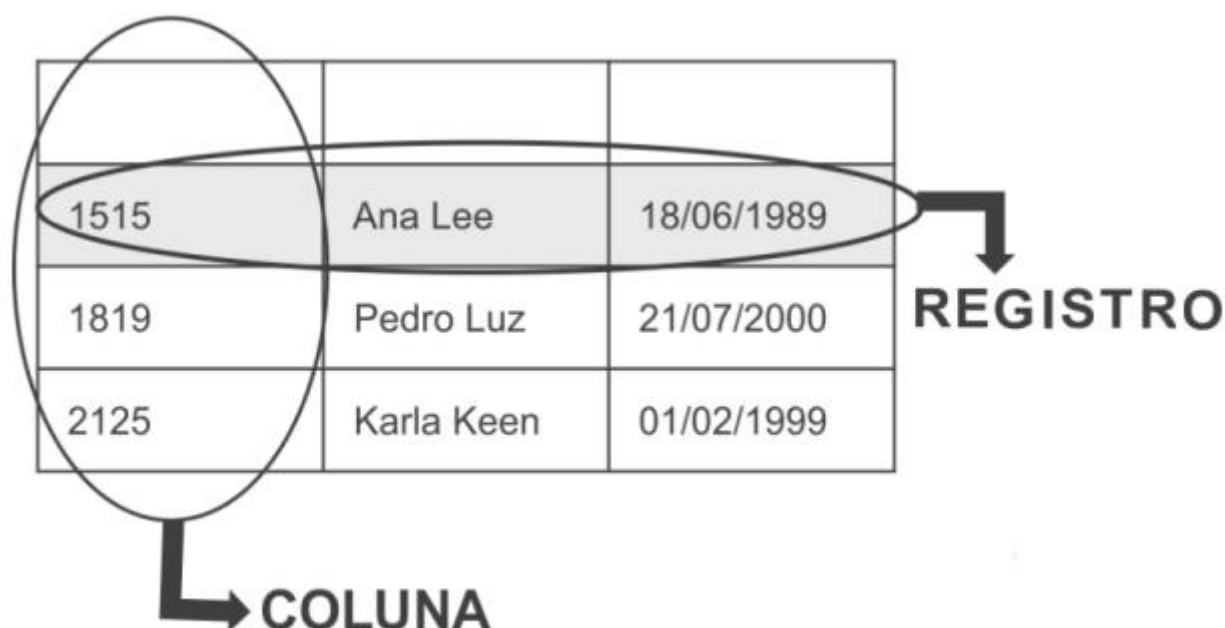 1515 Ana Lee 18/06/1989
REGISTRO
1819 Pedro Luz 21/07/2000
2125 Karla Keen 01/02/1999
COLUNA